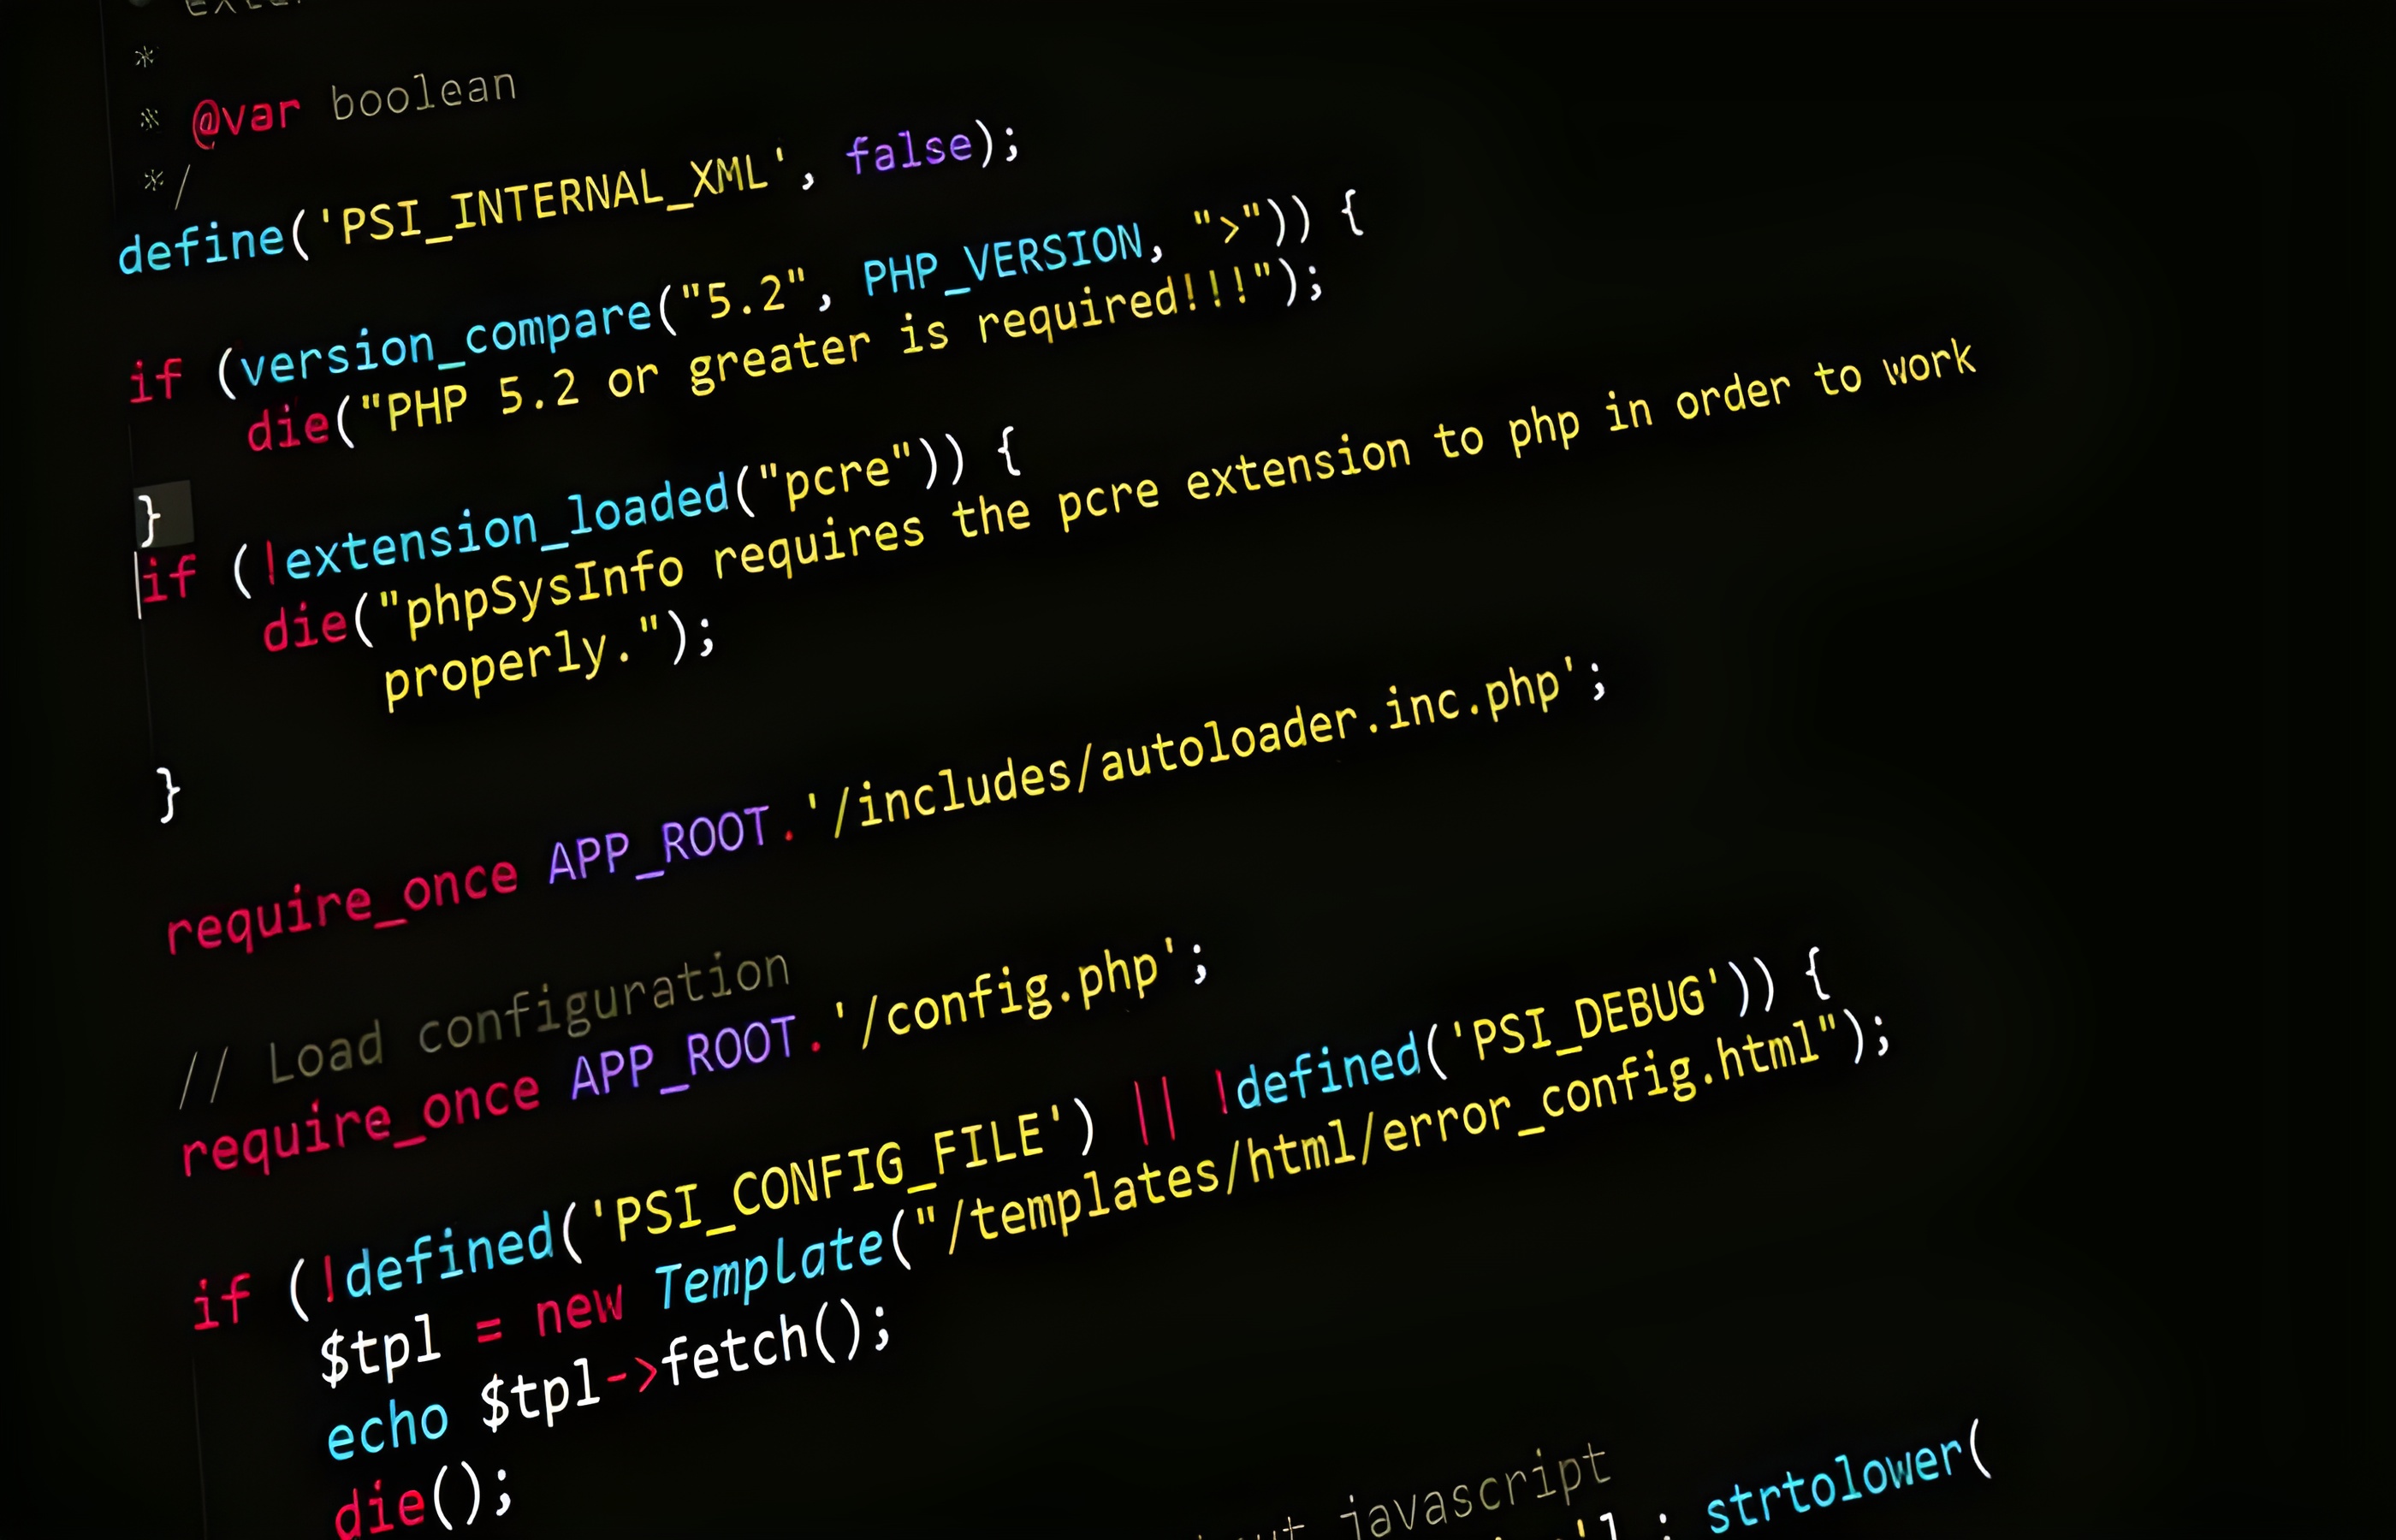 *
* @var boolean
*/
define('PSI_INTERNAL_XML', false);
if (version_compare("5.2", PHP_VERSION, ">")) {
die("PHP 5.2 or greater is required!!!");
}
if (!extension_loaded("pcre")) {
die("phpSysInfo requires the pcre extension to php in order to work
properly.");
}
require_once APP_ROOT.'/includes/autoloader.inc.php';
// Load configuration
require_once APP_ROOT.'/config.php';
if (!defined('PSI_CONFIG_FILE') || !defined('PSI_DEBUG')) {
$tpl = new Template("/templates/html/error_config.html");
echo $tpl->fetch();
die();
javascript
strtolower(